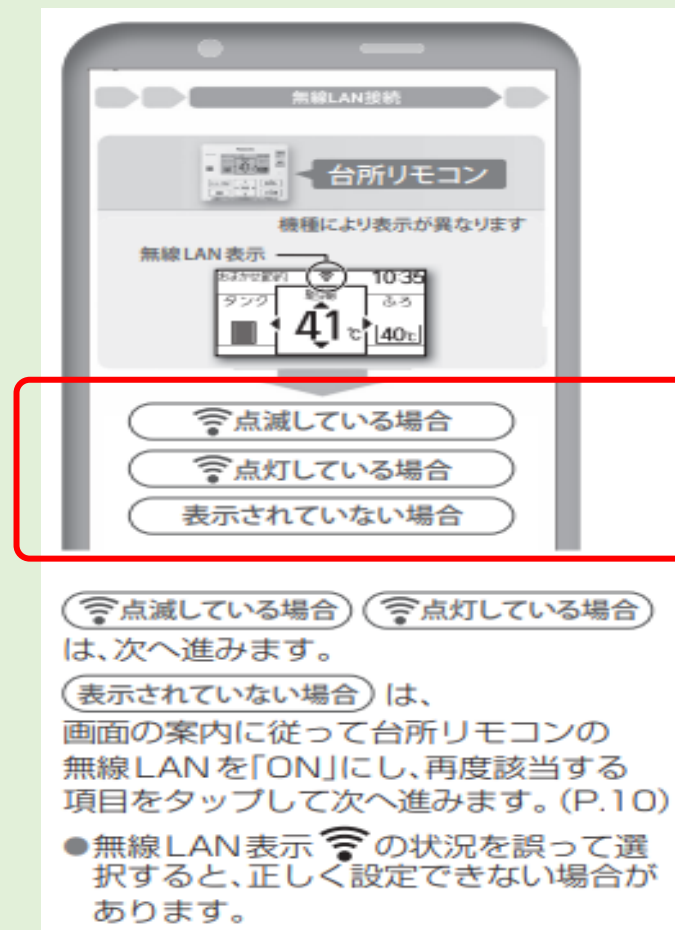 無線LAN接続
台所リモコン
機種により表示が異なります
無線LAN表示
10:35
タンク
ふろ
41℃
40℃
点滅している場合
点灯している場合
表示されていない場合
点滅している場合 点灯している場合
は、次へ進みます。
表示されていない場合 は、
画面の案内に従って台所リモコンの
無線LANを「ON」にし、再度該当する
項目をタップして次へ進みます。(P.10)
●無線LAN表示 の状況を誤って選
択すると、正しく設定できない場合が
あります。